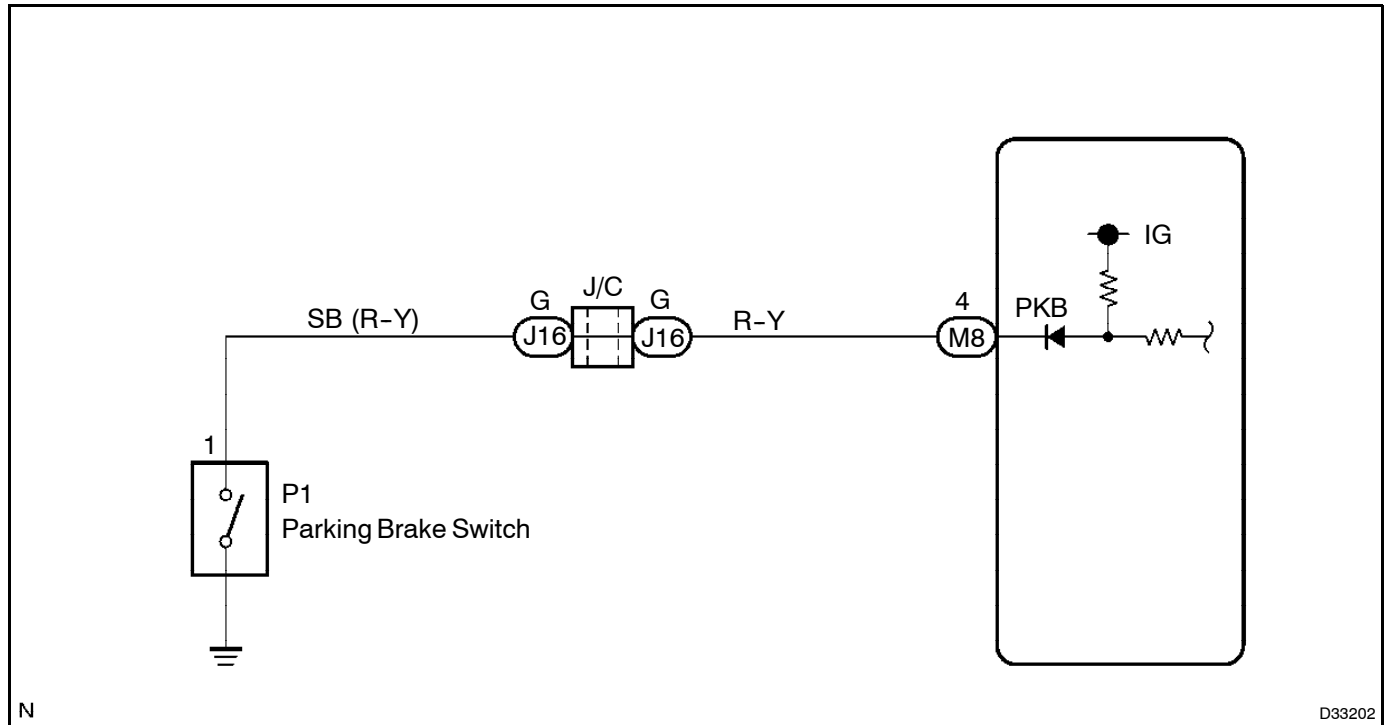 IG
J/C
G
G
4
PKB
SB (R-Y)
J16
J16
R-Y
M8
1
P1
Parking Brake Switch
N
D33202